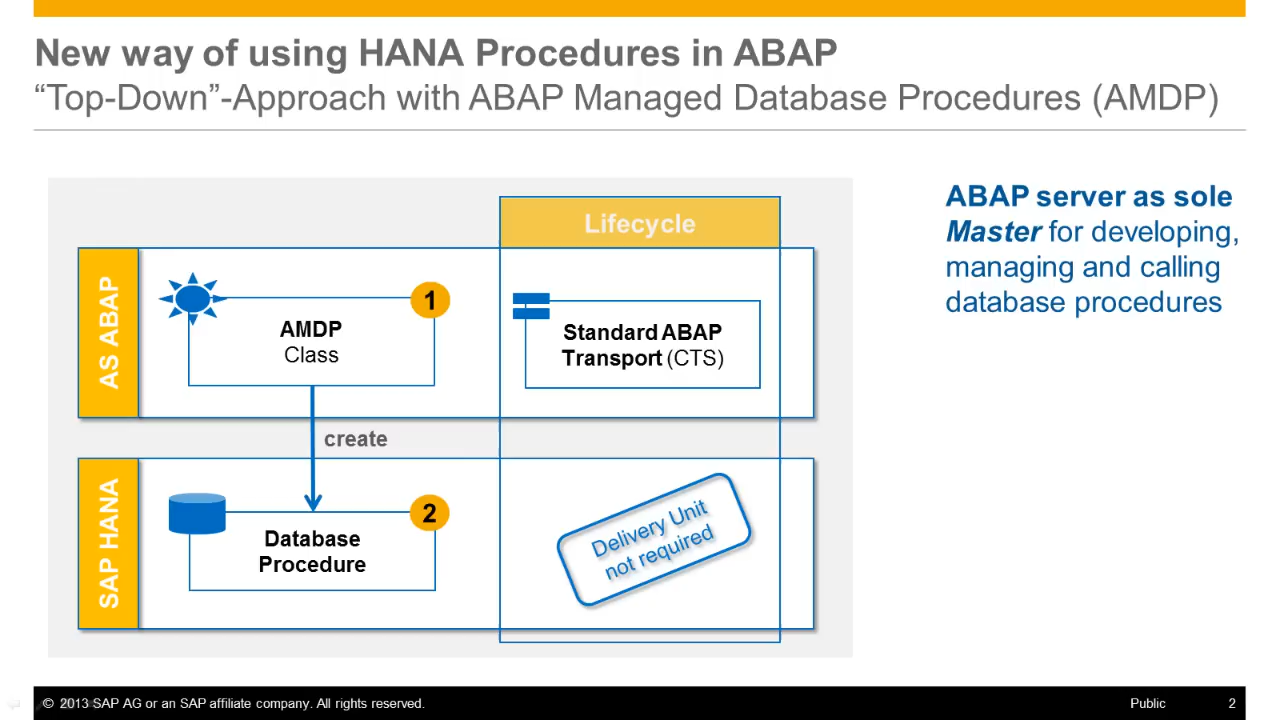 New way of using HANA Procedures in ABAP
“Top-Down”-Approach with ABAP Managed Database Procedures (AMDP)
Lifecycle
AS ABAP
1
AMDP
Class
Standard ABAP
Transport (CTS)
create
SAP HANA
2
Database
Procedure
Delivery Unit
not required
ABAP server as sole
Master for developing,
managing and calling
database procedures
© 2013 SAP AG or an SAP affiliate company. All rights reserved.
Public
2